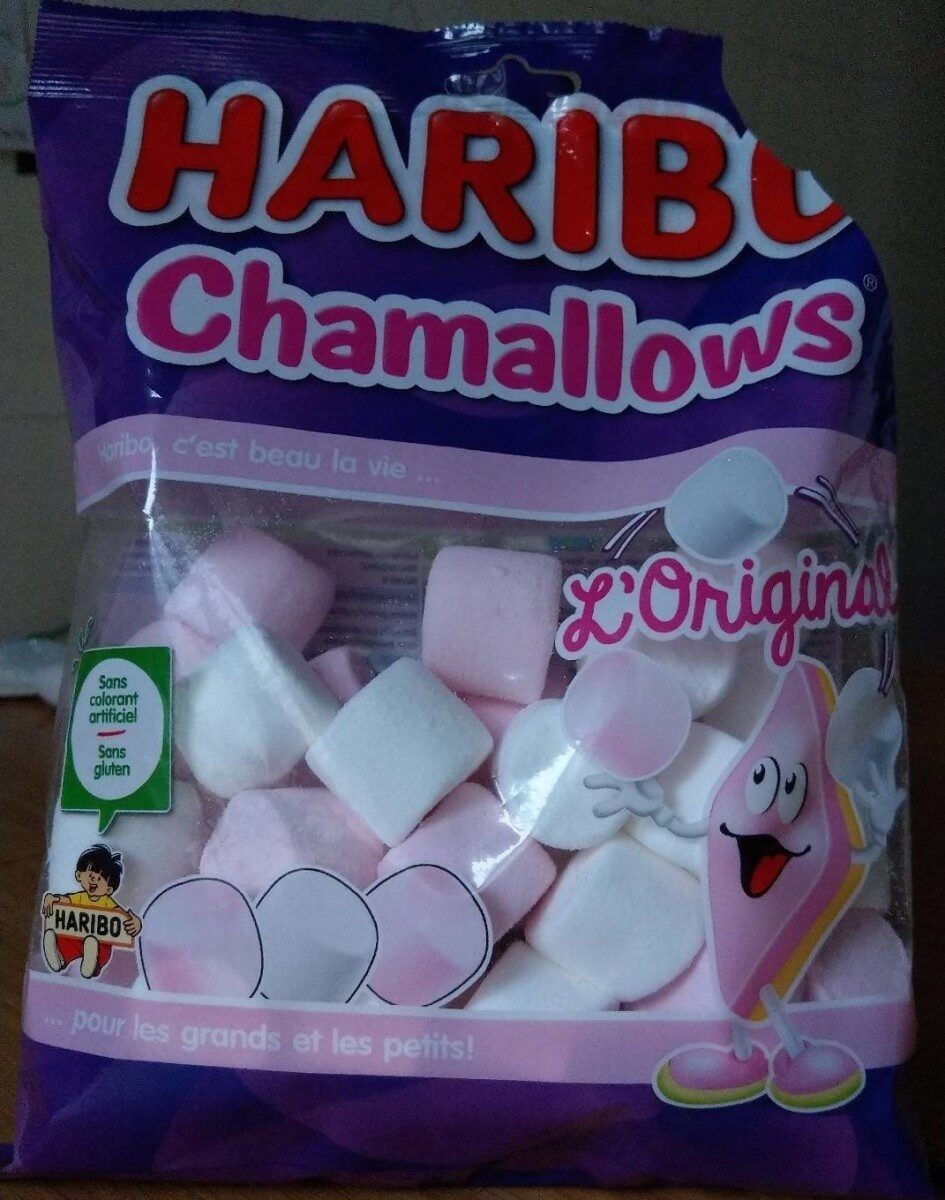 HARIBO
Chamallows®
Haribo, c'est beau la vie ...
L'Original
Sans
colorant
artificiel
Sans
gluten
HARIBO
... pour les grands et les petits!